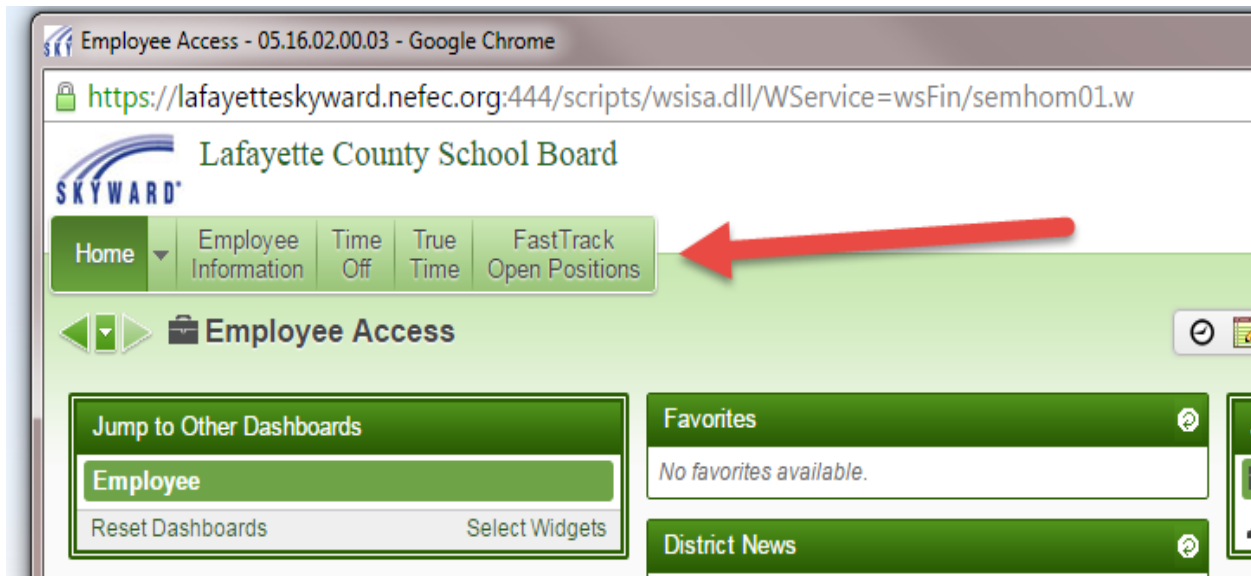 Employee Access - 05.16.02.00.03 - Google Chrome
https://lafayetteskyward.nefec.org:444/scripts/wsisa.dll/WService=wsFin/semhom01.w
SKYWARD
Lafayette County School Board
Home
Employee Information
Time Off
True Time
FastTrack Open Positions
Employee Access
Jump to Other Dashboards
Employee
Reset Dashboards
Select Widgets
Favorites
No favorites available.
District News